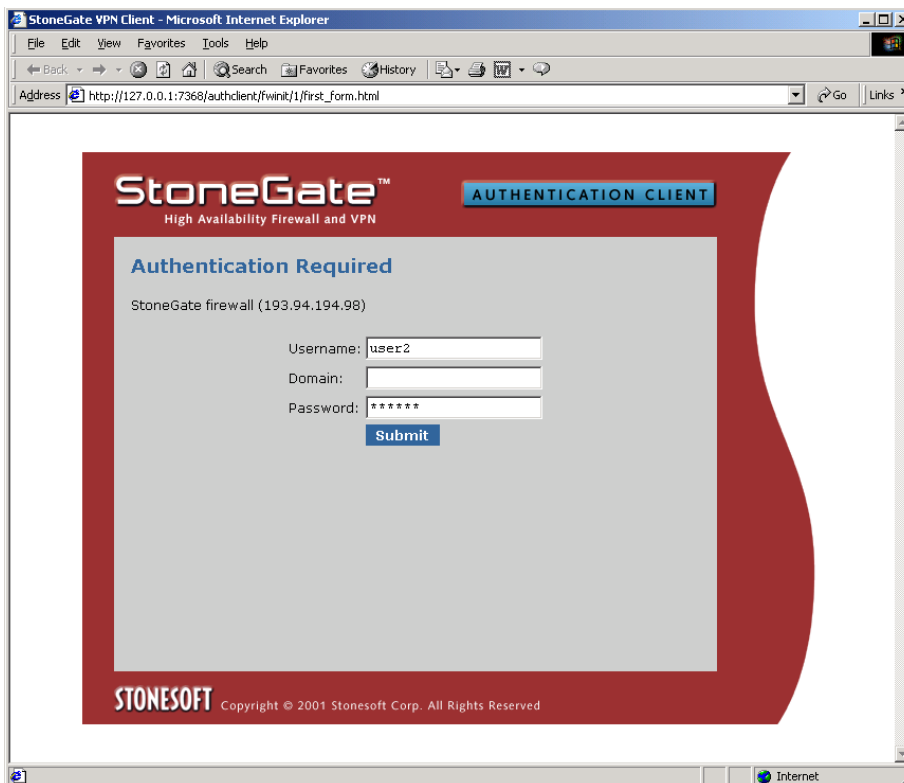 StoneGate VPN Client - Microsoft Internet Explorer
File Edit View Favorites Tools Help
Back Search Favorites History
Address http://127.0.0.1:7368/authclient/fwinit/1/first_form.html Go Links »
StoneGate™ AUTHENTICATION CLIENT
High Availability Firewall and VPN
Authentication Required
StoneGate firewall (193.94.194.98)
Username: user2
Domain:
Password: ******
Submit
STONESOFT Copyright © 2001 Stonesoft Corp. All Rights Reserved
Internet